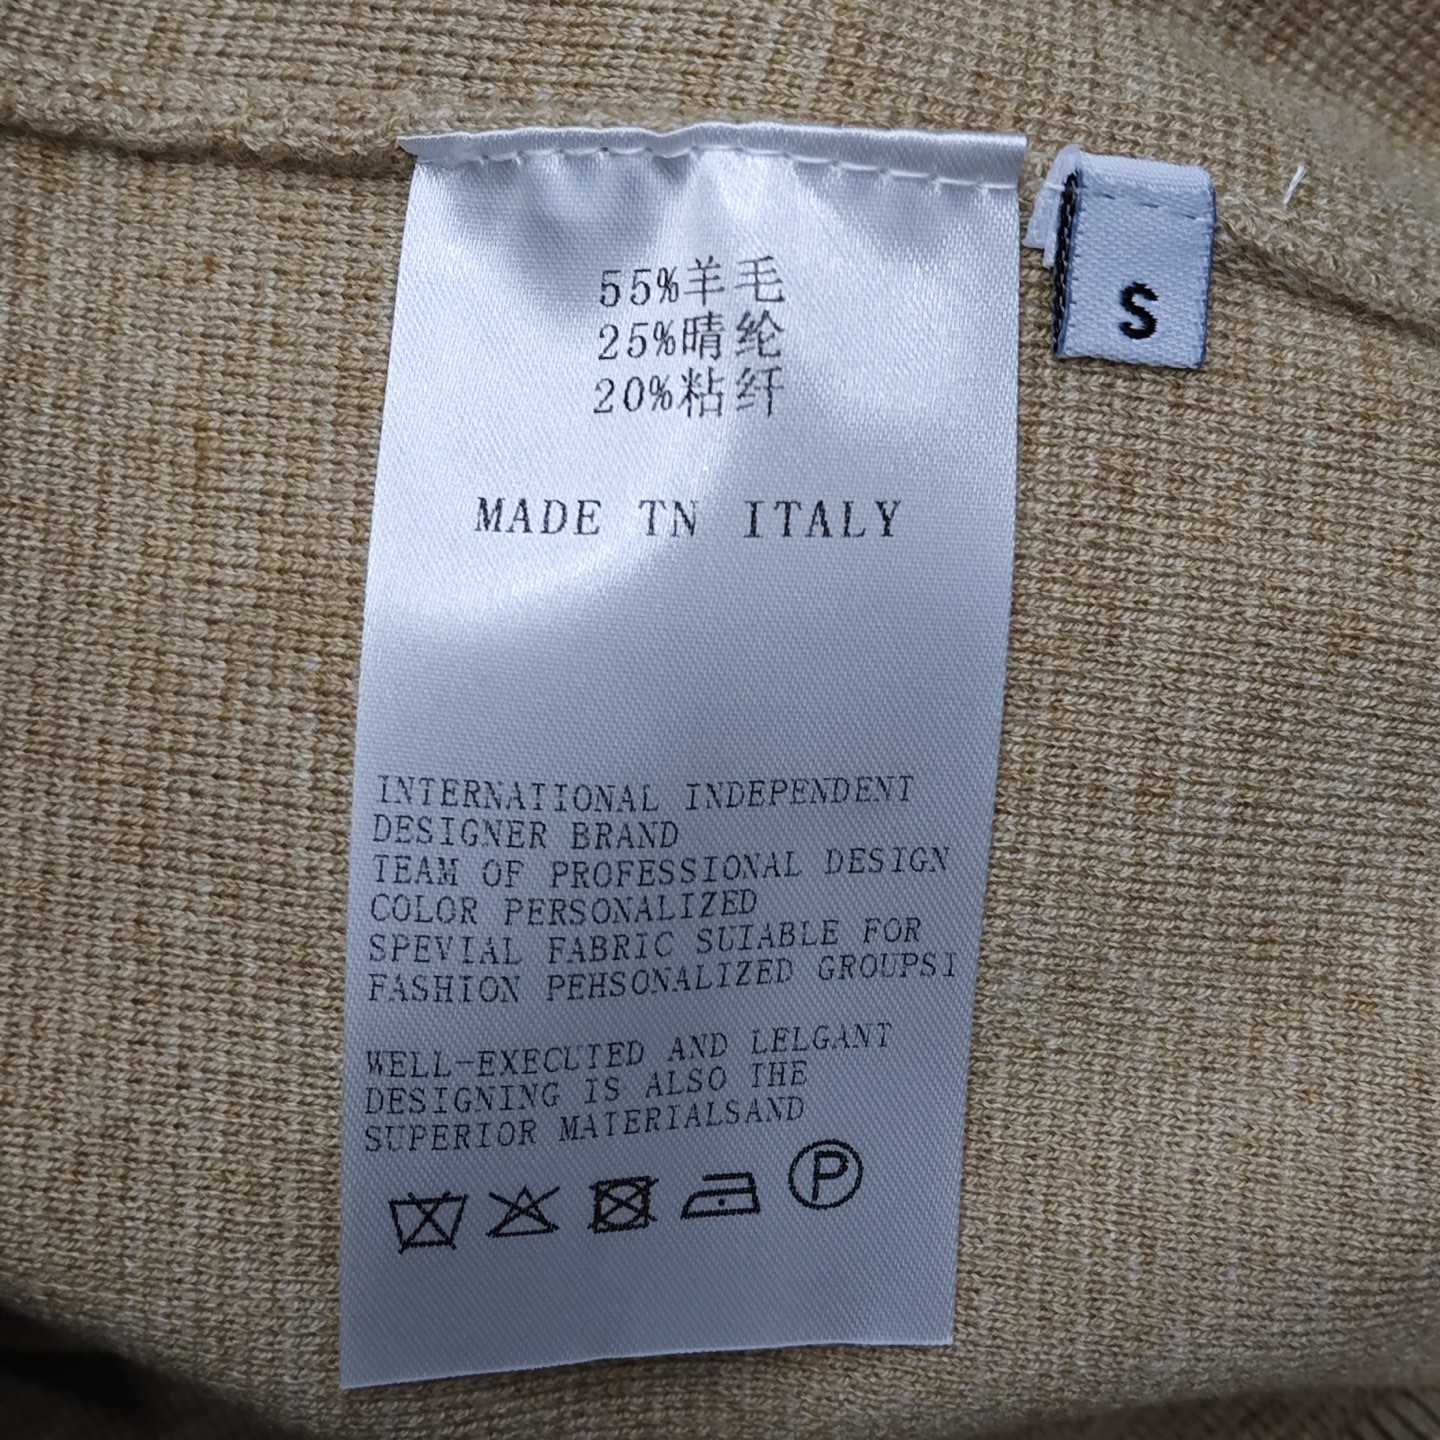 55%羊毛
25%晴纶
20%粘纤
MADE TN ITALY
S
INTERNATIONAL INDEPENDENT
DESIGNER BRAND
TEAM OF PROFESSIONAL DESIGN
COLOR PERSONALIZED
SPEVIAL FABRIC SUIABLE FOR
FASHION PEHSONALIZED GROUPSI
WELL-EXECUTED AND LELGANT
DESIGNING IS ALSO IHE
SUPERIOR MATERIALSAND
P